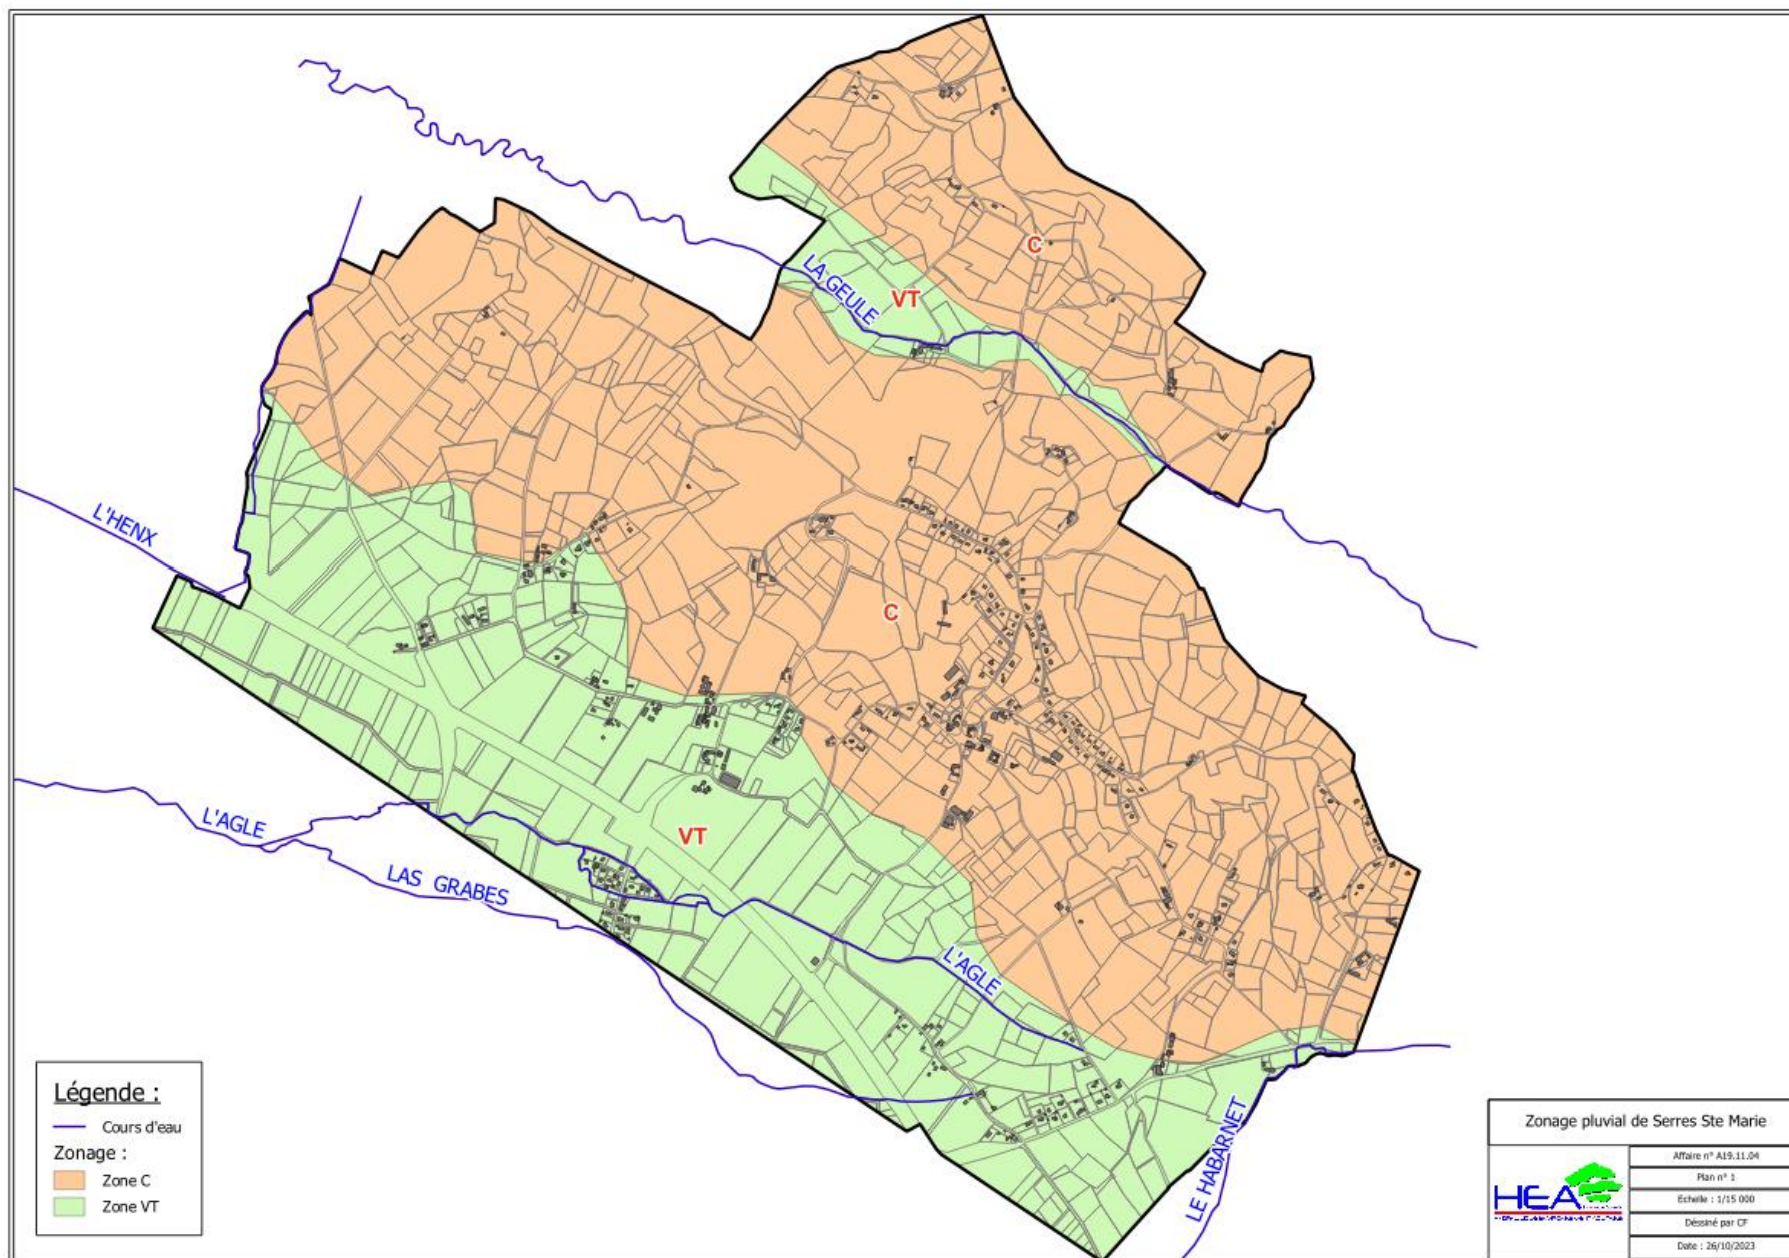 C
LA GEULE
VT
L'HENX
C
L'AGLE
VT
LAS GRABES
L'AGLE
LE HABARNET
Légende :
Cours d'eau
Zonage :
Zone C
Zone VT
Zonage pluvial de Serres Ste Marie
HEA
Affaire n° A19.11.04
Plan n° 1
Echelle : 1/15 000
Déssiné par CF
Date : 26/10/2023